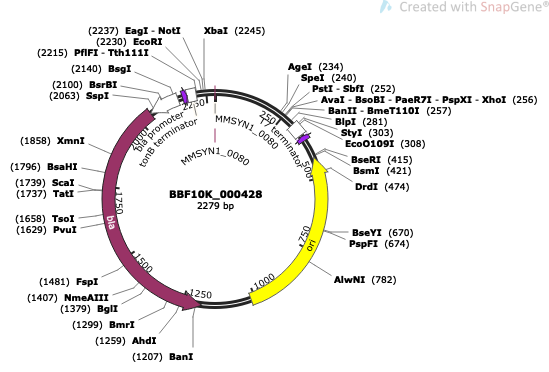 Created with SnapGene®
(2237) EagI - NotI
XbaI (2245)
(2230) EcoRI
(2215) PflFI - Tth111I
(2140) BsgI
(2100) BsrBI
(2063) SspI
(1858) XmnI
(1796) BsaHI
(1739) ScaI
(1737) TatI
(1658) TsoI
(1629) PvuI
(1481) FspI
(1407) NmeAIII
(1379) BglI
(1299) BmrI
(1259) AhdI
(1207) BanI
AgeI (234)
SpeI (240)
PstI - SbfI (252)
AvaI - BsoBI - PaeR7I - PspXI - XhoI (256)
BanII - BmeT110I (257)
BlpI (281)
StyI (303)
EcoO109I (308)
BseRI (415)
BsmI (421)
DrdI (474)
BseYI (670)
PspFI (674)
AlwNI (782)
2250
250
500
750
1000
1250
1500
1750
2000
bla promoter
tonB terminator
MMSYN1_0080
MMSYN1_0080
T7 terminator
bla
ori
BBF10K_000428
2279 bp